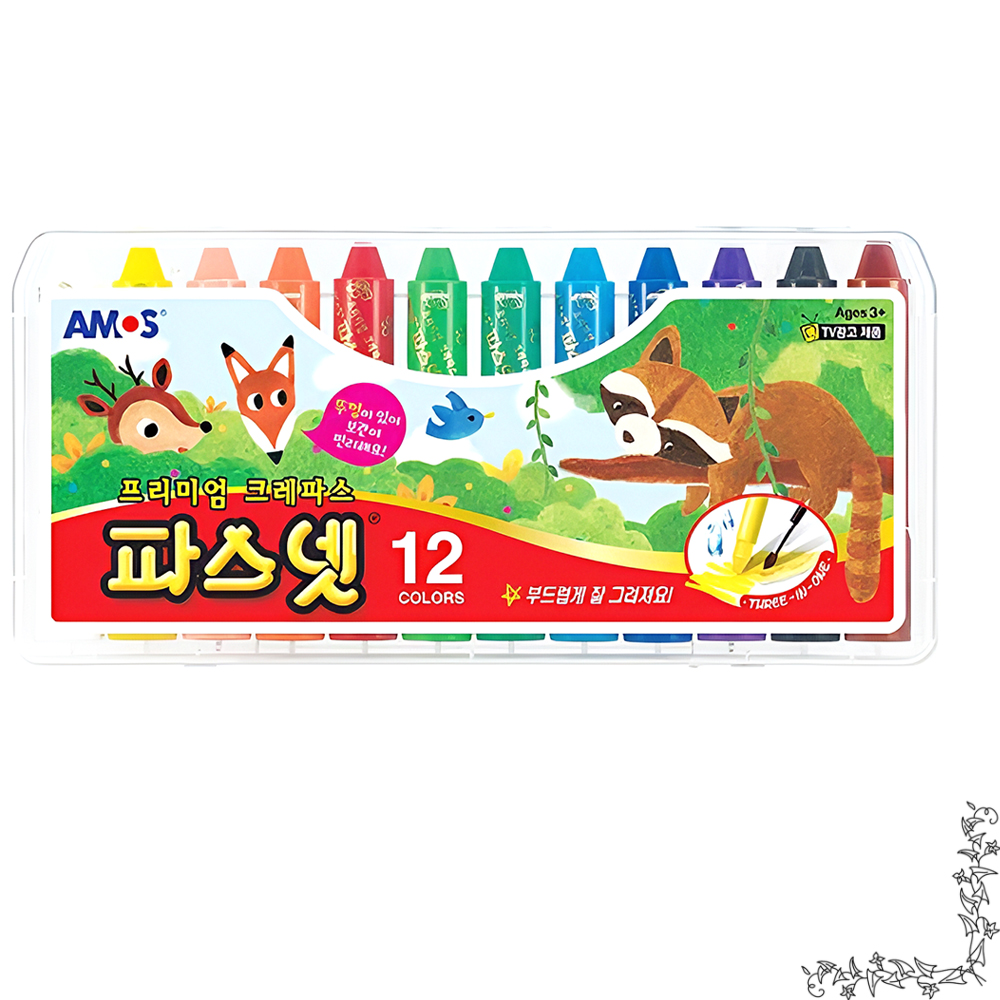 AMOS
Ages 3+
TV광고 제품
뚜껑이 있어
보관이
편리해요!
프리미엄 크레파스
파스넷®
12
COLORS
부드럽게 잘 그려져요!
THREE-IN-ONE